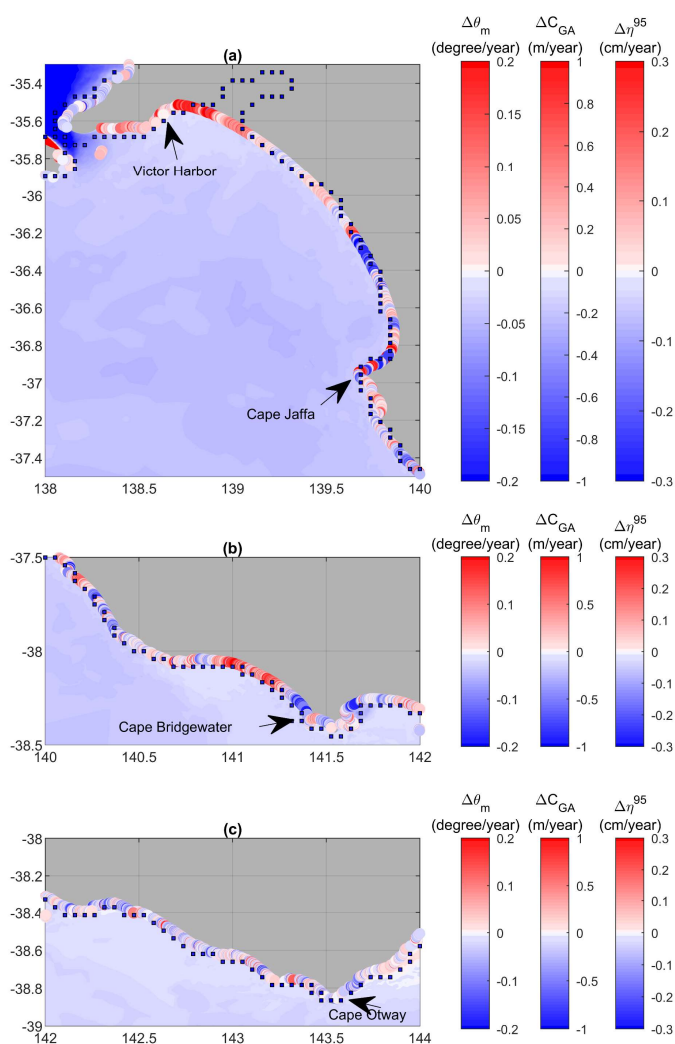 Δθm ΔCGA Δη95
(degree/year) (m/year) (cm/year)
(a)
0.2 1 0.3
-35.4
0.8
0.15
0.2
-35.6
0.6
Victor Harbor
-35.8
0.1
0.4
0.1
-36
0.05
0.2
-36.2
-36.4
0 0 0
-36.6
-0.2
-0.05
-36.8
-0.1
-0.4
-0.1
-37
-0.6
Cape Jaffa
-37.2
-0.2
-0.15
-0.8
-37.4
-0.2 -1 -0.3
138 138.5 139 139.5 140
Δθm ΔCGA Δη95
(degree/year) (m/year) (cm/year)
(b)
-37.5 0.2 1 0.3
0.2
0.1 0.5
0.1
-38 0 0 0
-0.1
-0.1 -0.5
Cape Bridgewater
-0.2
-38.5 -0.2 -1 -0.3
140 140.5 141 141.5 142
Δθm ΔCGA Δη95
(degree/year) (m/year) (cm/year)
(c)
-38 0.2 1 0.3
0.2
-38.2
0.1 0.5
0.1
-38.4
0 0 0
-38.6
-0.1
-0.1 -0.5
-38.8
-0.2
Cape Otway
-39 -0.2 -1 -0.3
142 142.5 143 143.5 144